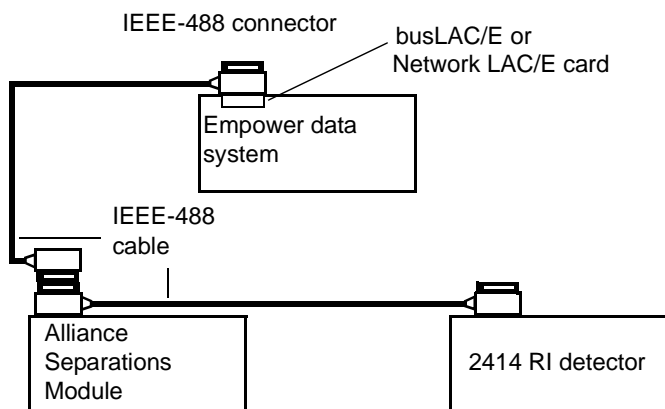 IEEE-488 connector
busLAC/E or
Network LAC/E card
Empower data
system
IEEE-488
cable
Alliance
Separations
Module
2414 RI detector